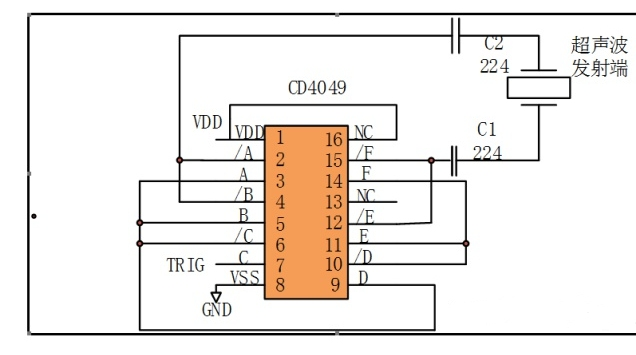 C2
224
超声波
发射端
CD4049
VDD
VDD 1 16 NC
/A 2 15 /F
A 3 14 F
/B 4 13 NC
B 5 12 /E
/C 6 11 E
TRIG C 7 10 /D
VSS 8 9 D
GND
C1
224